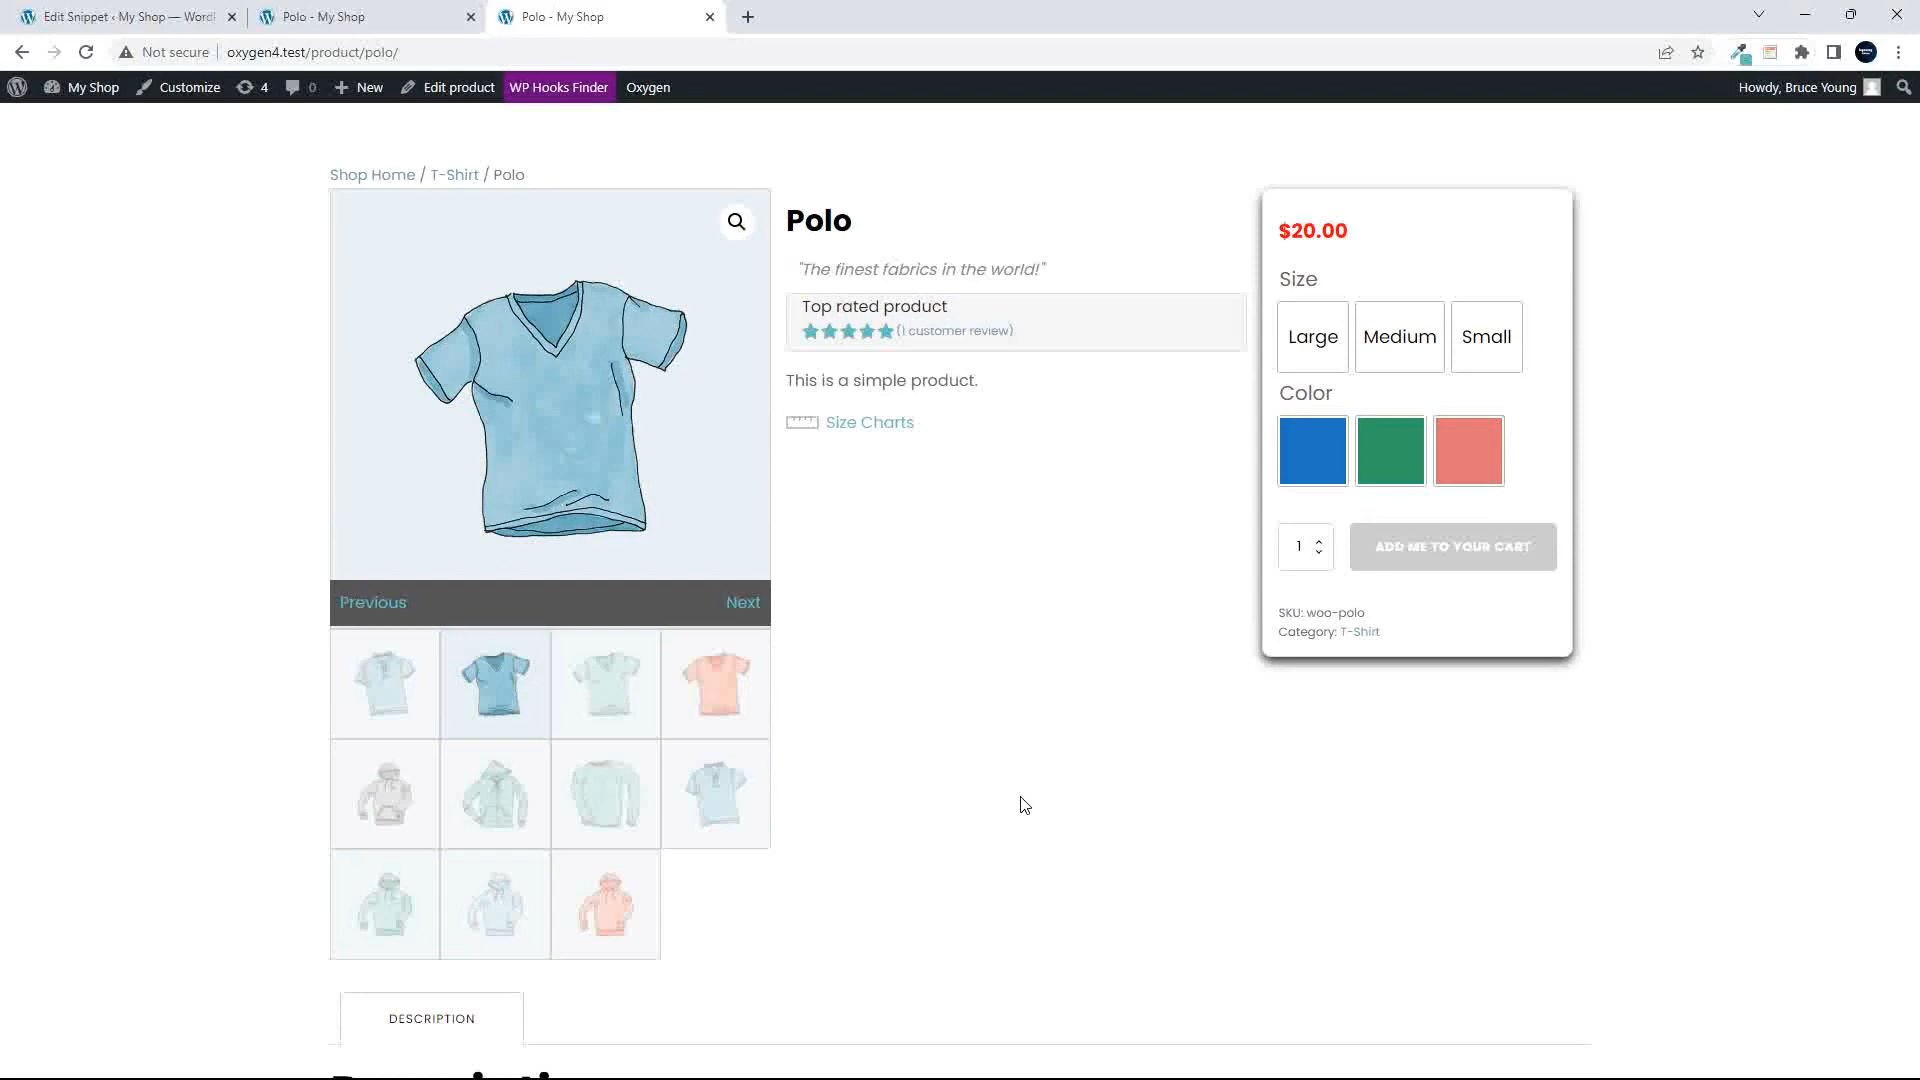 Edit Snippet ‹ My Shop — Word
Polo - My Shop
Polo - My Shop
Not secure
oxygen4.test/product/polo/
My Shop
Customize
4
0
New
Edit product
WP Hooks Finder
Oxygen
Howdy, Bruce Young
Shop Home / T-Shirt / Polo
Polo
"The finest fabrics in the world!"
Top rated product
(1 customer review)
This is a simple product.
Size Charts
$20.00
Size
Large
Medium
Small
Color
1
ADD ME TO YOUR CART
SKU: woo-polo
Category: T-Shirt
Previous
Next
DESCRIPTION